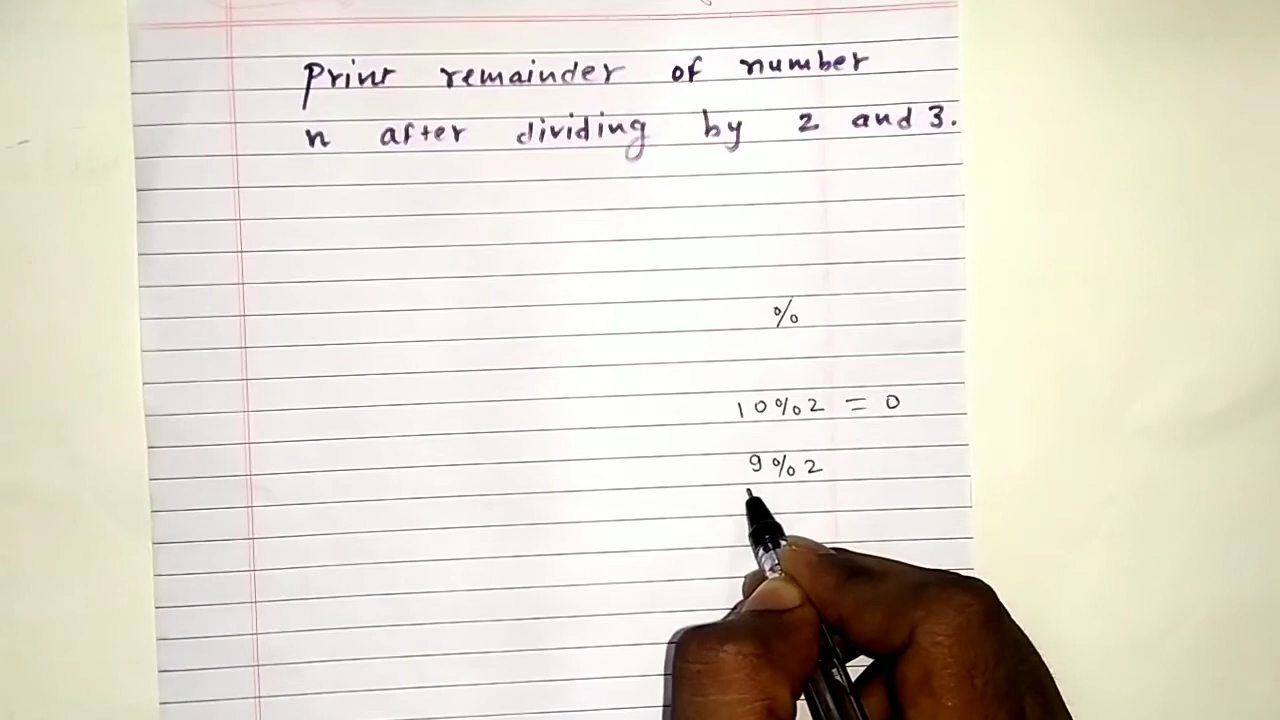 Print remainder of number
n after dividing by 2 and 3.
%
10%2 = 0
9%2